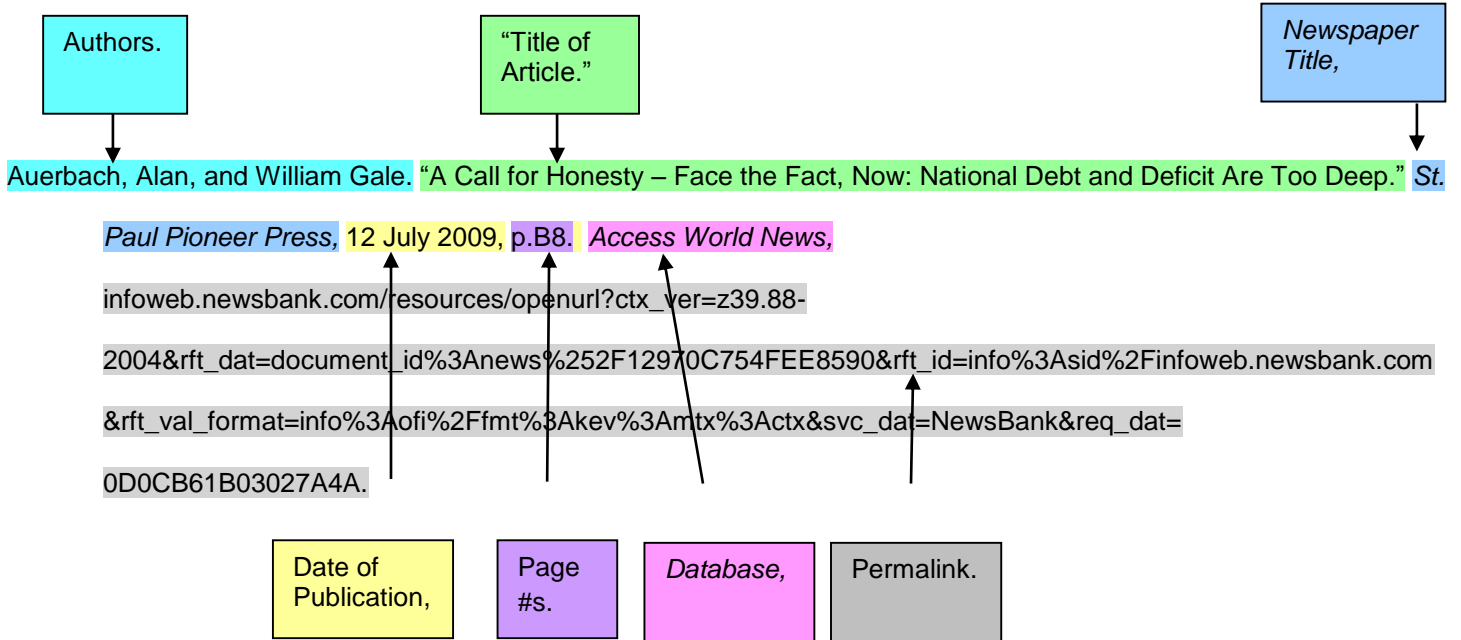 Authors.
“Title of
Article.”
Newspaper
Title,
Auerbach, Alan, and William Gale. “A Call for Honesty – Face the Fact, Now: National Debt and Deficit Are Too Deep.” St.
Paul Pioneer Press, 12 July 2009, p.B8. Access World News,
infoweb.newsbank.com/resources/openurl?ctx_ver=z39.88-
2004&rft_dat=document_id%3Anews%252F12970C754FEE8590&rft_id=info%3Asid%2Finfoweb.newsbank.com
&rft_val_format=info%3Aofi%2Ffmt%3Akev%3Amtx%3Actx&svc_dat=NewsBank&req_dat=
0D0CB61B03027A4A.
Date of
Publication,
Page
#s.
Database,
Permalink.